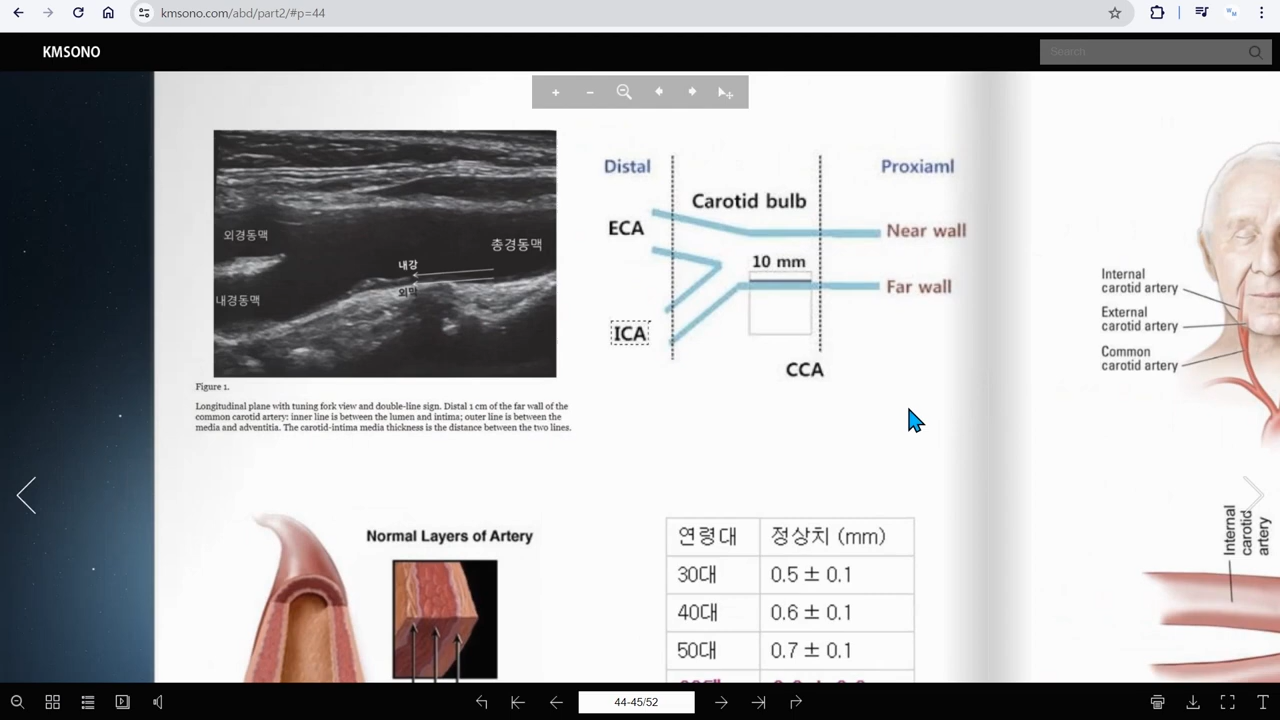 kmsono.com/abd/part2/#p=44
KMSONO
Search
외경동맥
총경동맥
내강
외막
내경동맥
Figure 1.
Longitudinal plane with tuning fork view and double-line sign. Distal 1 cm of the far wall of the
common carotid artery: inner line is between the lumen and intima; outer line is between the
media and adventitia. The carotid-intima media thickness is the distance between the two lines.
Distal
Proxiaml
Carotid bulb
ECA
Near wall
10 mm
Far wall
ICA
CCA
Internal
carotid artery
External
carotid artery
Common
carotid artery
Normal Layers of Artery
연령대 정상치 (mm)
30대 0.5 ± 0.1
40대 0.6 ± 0.1
50대 0.7 ± 0.1
Internal
carotid
artery
44-45/52